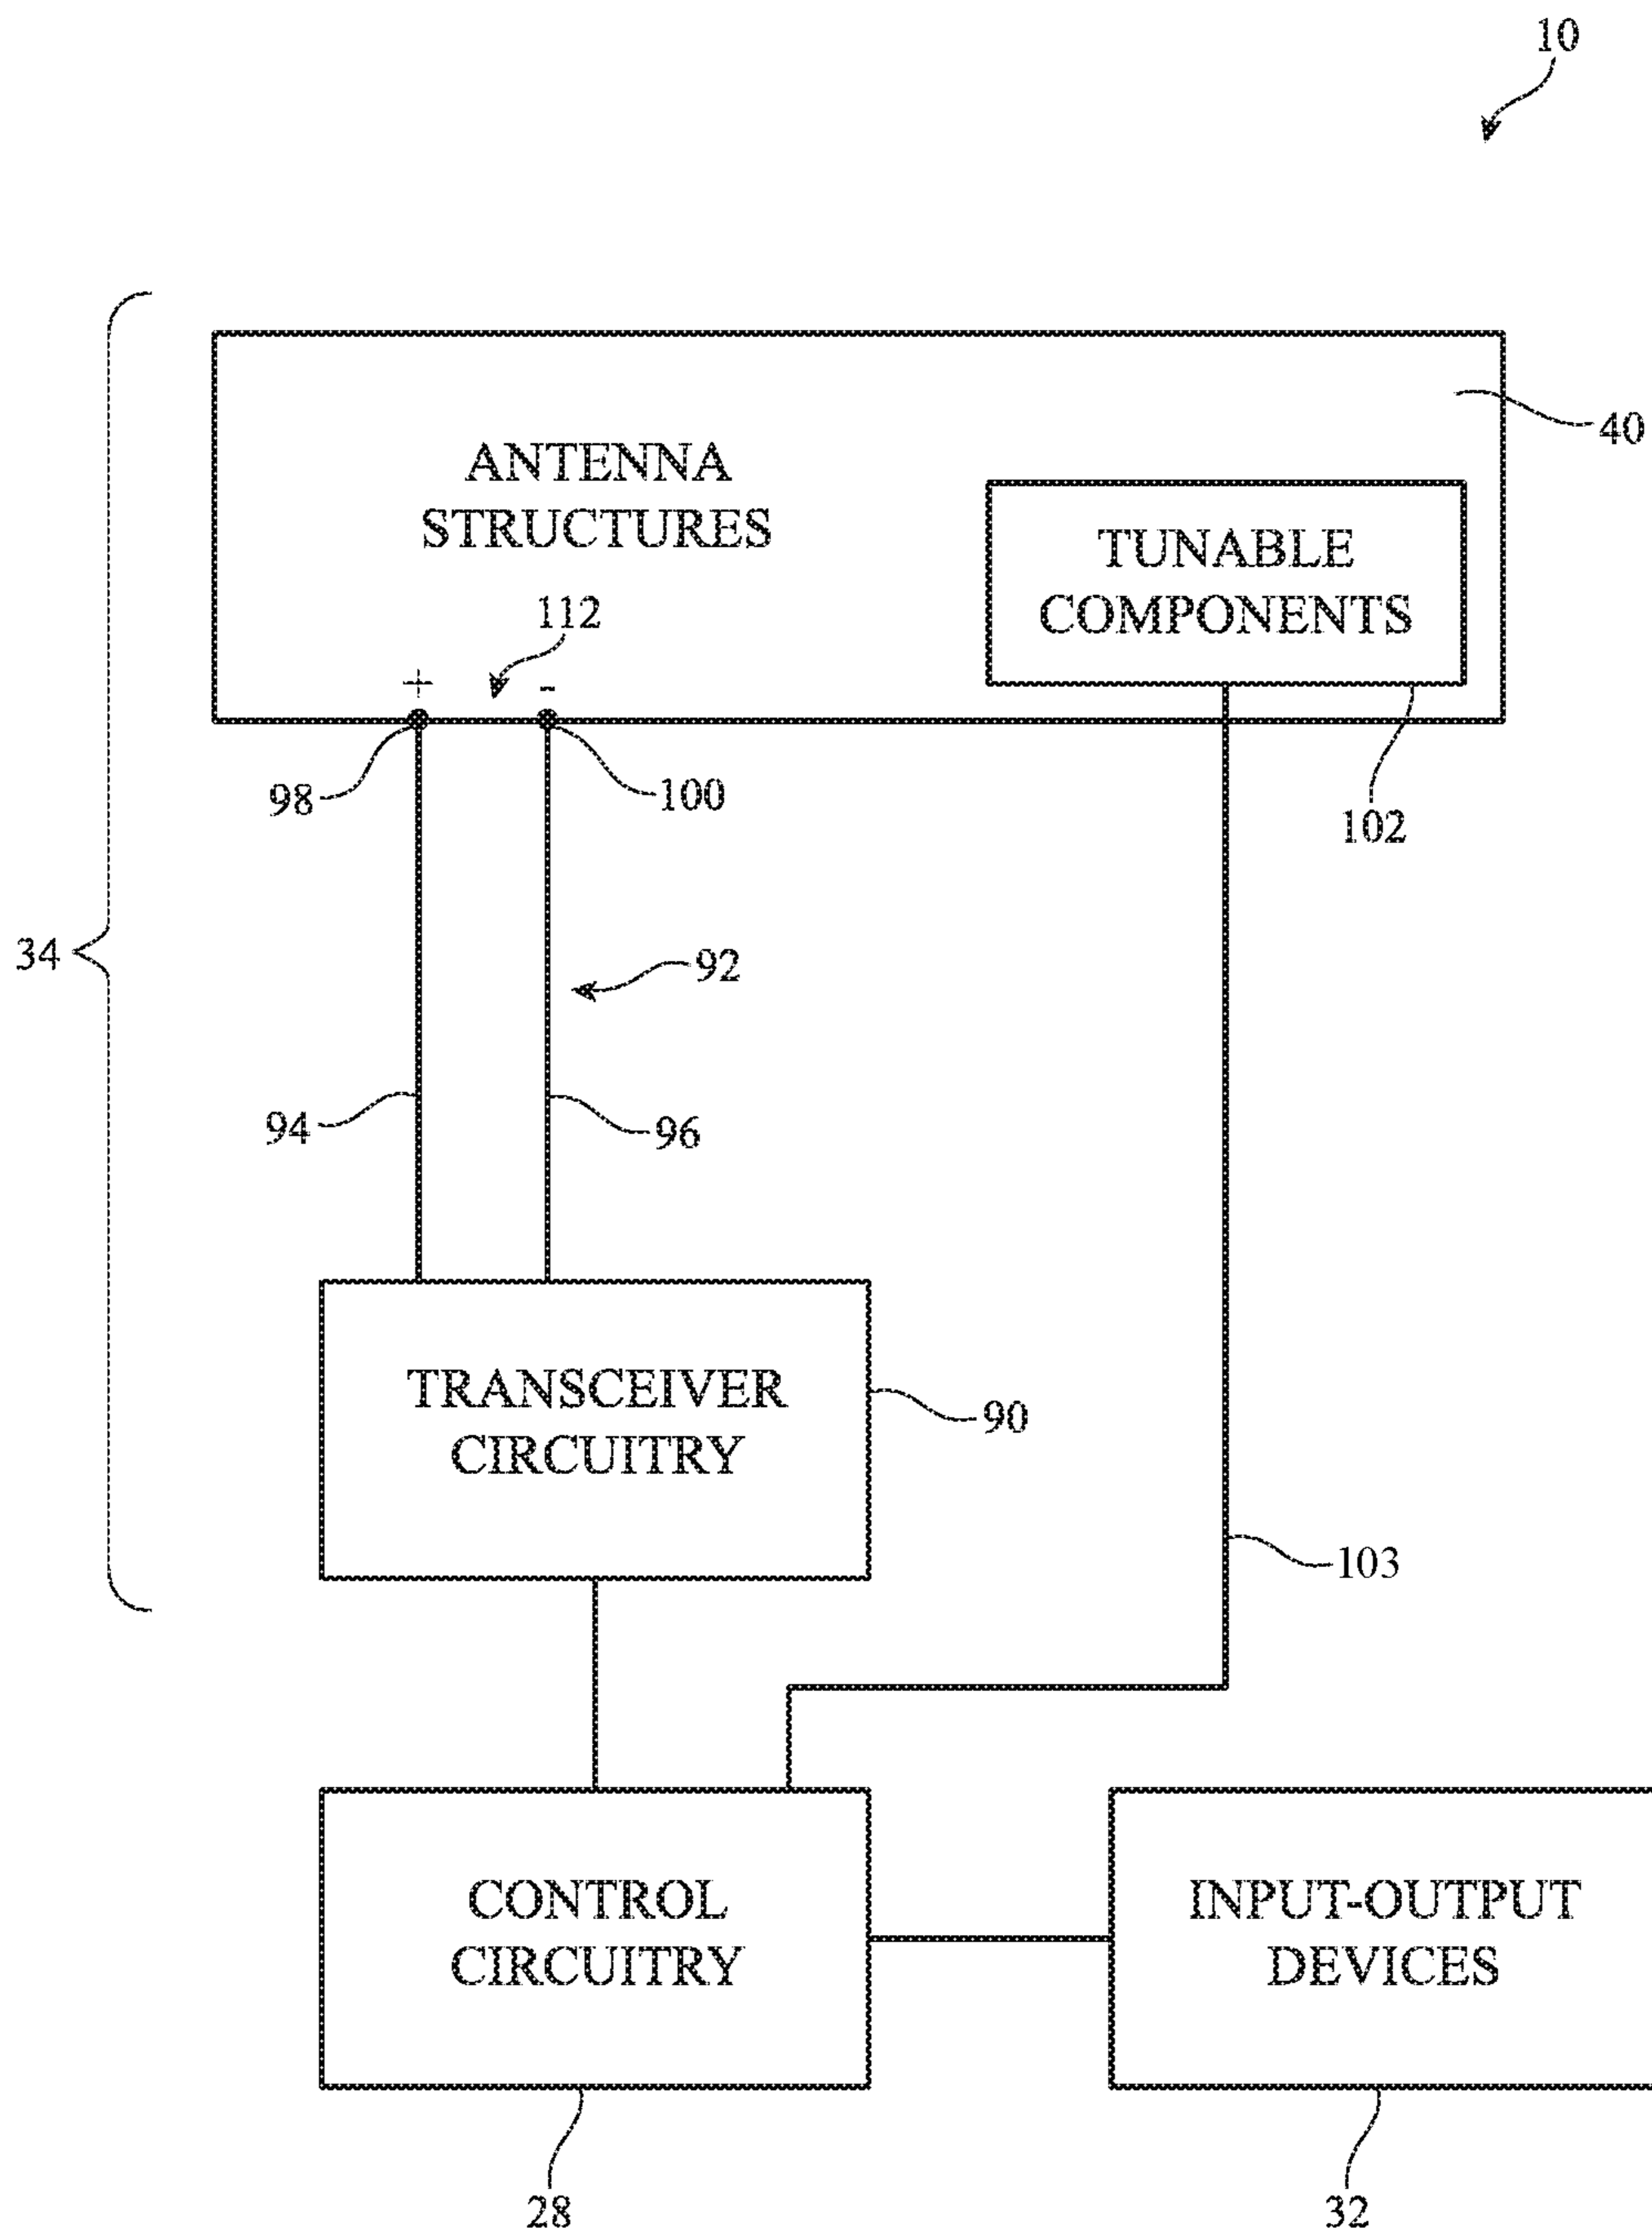 10
40
ANTENNA
STRUCTURES
TUNABLE
COMPONENTS
112
+ -
98
100
102
34
92
94
96
TRANSCEIVER
CIRCUITRY
90
103
CONTROL
CIRCUITRY
INPUT-OUTPUT
DEVICES
28
32